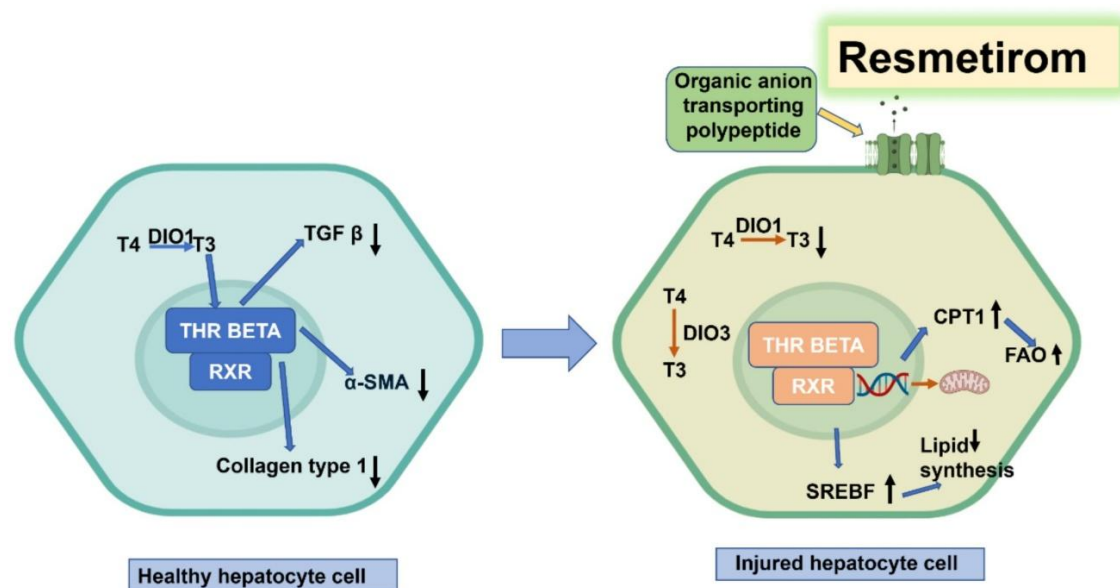 Resmetirom
Organic anion
transporting
polypeptide
T4 DIO1 T3
TGF β
THR BETA
RXR
α-SMA
Collagen type 1
Healthy hepatocyte cell
DIO1
T4 T3
T4
DIO3
T3
THR BETA
RXR
CPT1
FAO
Lipid
synthesis
SREBF
Injured hepatocyte cell